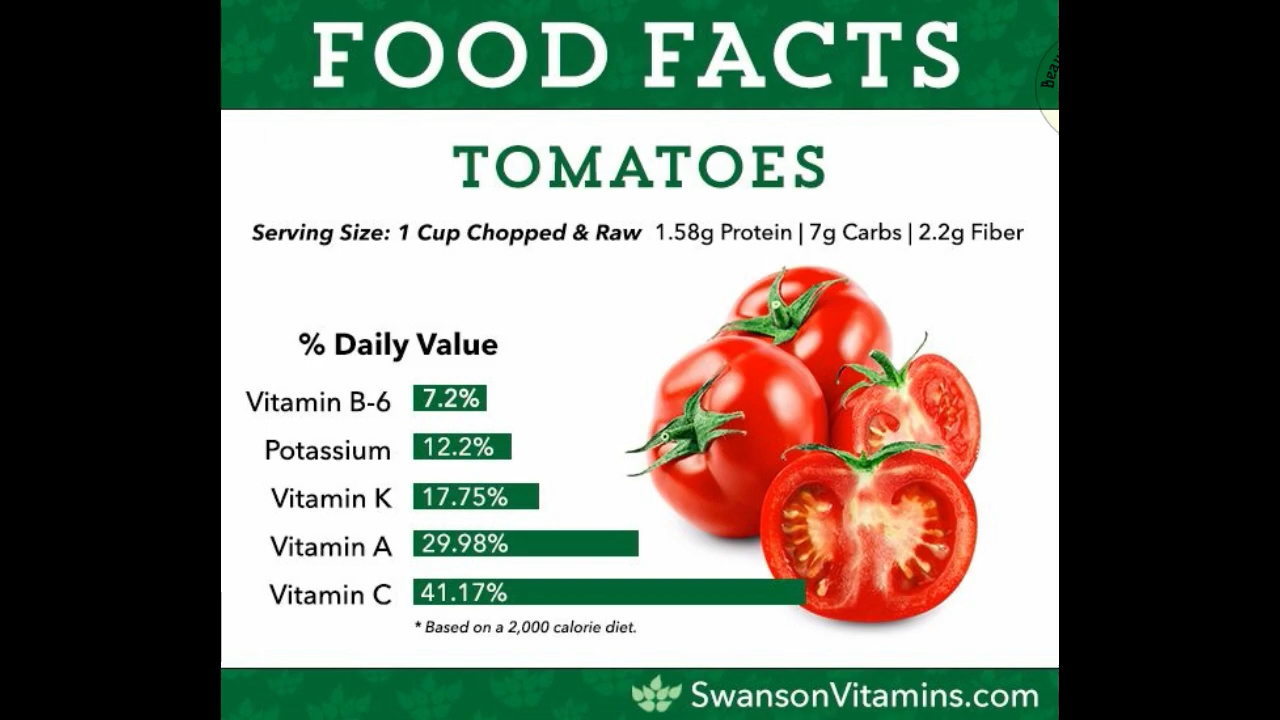 FOOD FACTS
TOMATOES
Serving Size: 1 Cup Chopped & Raw 1.58g Protein | 7g Carbs | 2.2g Fiber
% Daily Value
Vitamin B-6 7.2%
Potassium 12.2%
Vitamin K 17.75%
Vitamin A 29.98%
Vitamin C 41.17%
* Based on a 2,000 calorie diet.
SwansonVitamins.com